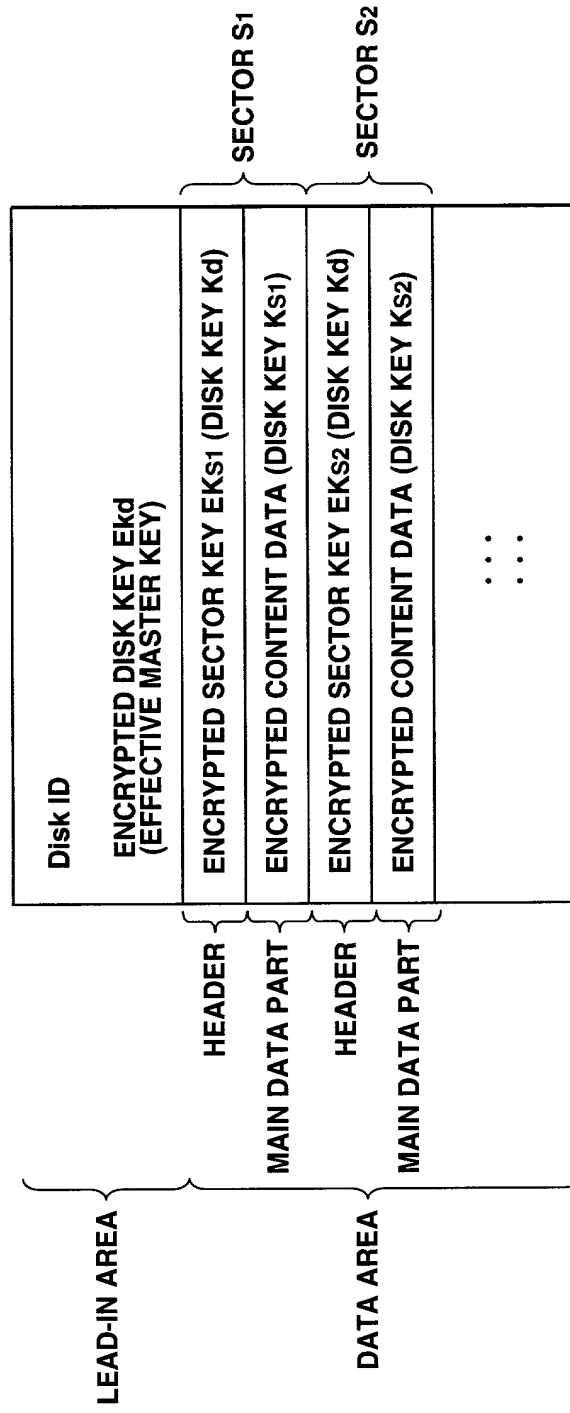 LEAD-IN AREA
Disk ID
ENCRYPTED DISK KEY Ekd
(EFFECTIVE MASTER KEY)
DATA AREA
HEADER
ENCRYPTED SECTOR KEY EKS1 (DISK KEY Kd)
SECTOR S1
MAIN DATA PART
ENCRYPTED CONTENT DATA (DISK KEY KS1)
HEADER
ENCRYPTED SECTOR KEY EKS2 (DISK KEY Kd)
SECTOR S2
MAIN DATA PART
ENCRYPTED CONTENT DATA (DISK KEY KS2)